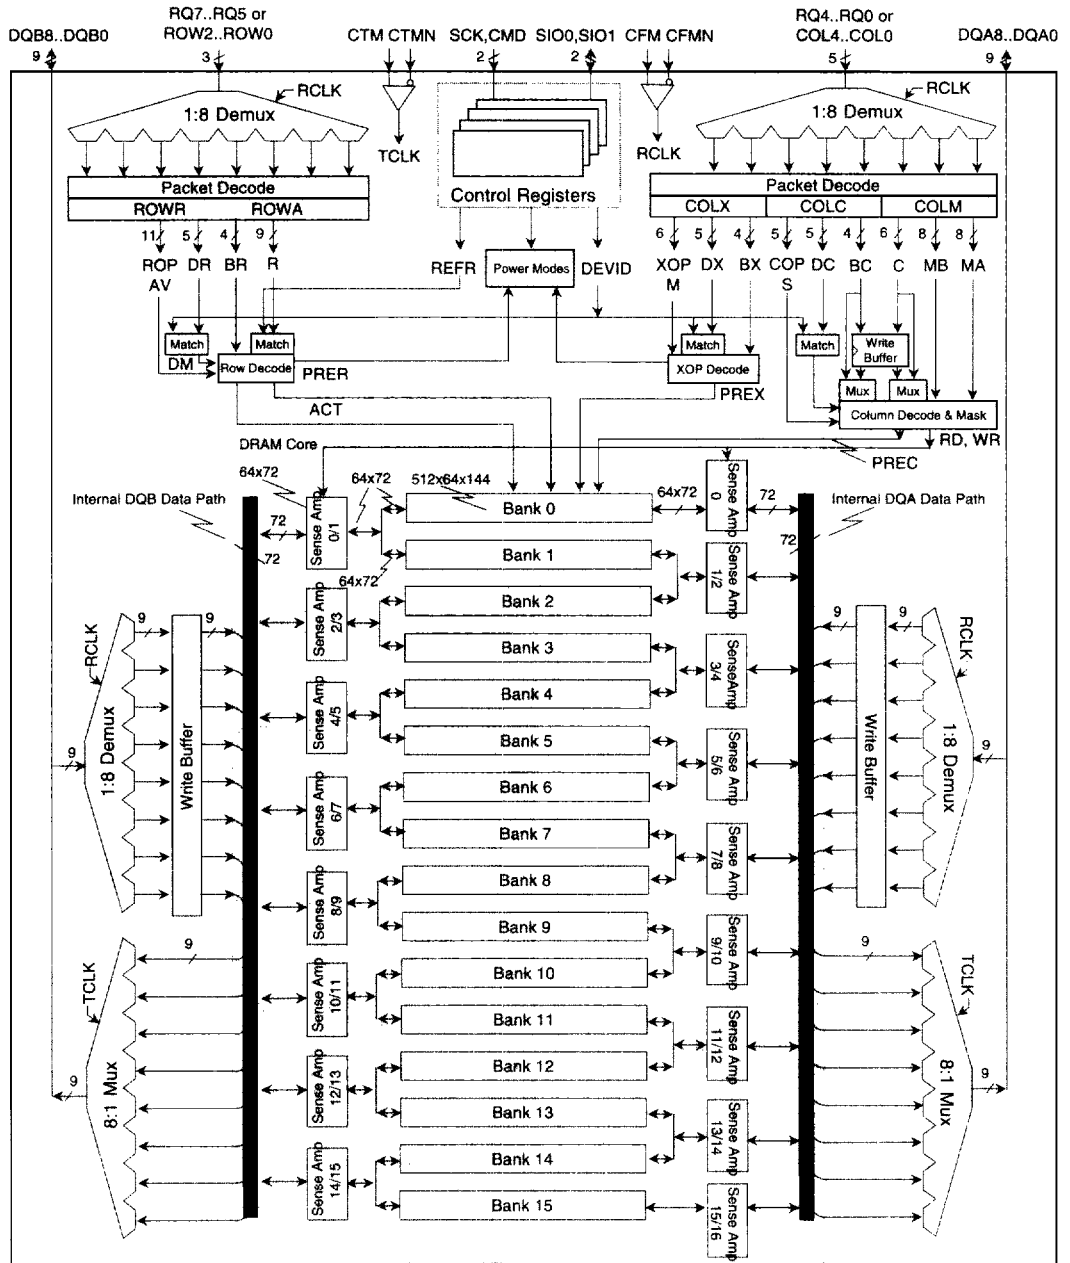 RQ7..RQ5 or
RQ4..RQ0 or
DQB8..DQB0
ROW2..ROW0
CTM CTMN
SCK,CMD
SIO0,SIO1
CFM CFMN
COL4..COL0
DQA8..DQA0
9
3
2
2
5
9
RCLK
1:8 Demux
TCLK
Control Registers
RCLK
RCLK
1:8 Demux
Packet Decode
ROWR
ROWA
Packet Decode
COLX
COLC
COLM
11
5
4
9
6
5
4
5
5
4
6
8
8
ROP
DR
BR
R
AV
REFR
Power Modes
DEVID
XOP
DX
BX
COP
DC
BC
C
MB
MA
M
S
Match
Match
DM
Row Decode
PRER
ACT
Match
XOP Decode
PREX
Match
Write
Buffer
Mux
Mux
Column Decode & Mask
RD, WR
PREC
DRAM Core
64x72
64x72
512x64x144
64x72
72
Internal DQB Data Path
Internal DQA Data Path
72
72
72
64x72
Sense Amp
0/1
Sense Amp
2/3
Sense Amp
4/5
Sense Amp
6/7
Sense Amp
8/9
Sense Amp
10/11
Sense Amp
12/13
Sense Amp
14/15
Bank 0
Bank 1
Bank 2
Bank 3
Bank 4
Bank 5
Bank 6
Bank 7
Bank 8
Bank 9
Bank 10
Bank 11
Bank 12
Bank 13
Bank 14
Bank 15
Sense Amp
0
Sense Amp
1/2
SenseAmp
3/4
Sense Amp
5/6
Sense Amp
7/8
Sense Amp
9/10
Sense Amp
11/12
Sense Amp
13/14
Sense Amp
15/16
9
9
RCLK
9
1:8 Demux
Write Buffer
9
TCLK
9
8:1 Mux
9
9
RCLK
9
1:8 Demux
Write Buffer
9
TCLK
9
8:1 Mux